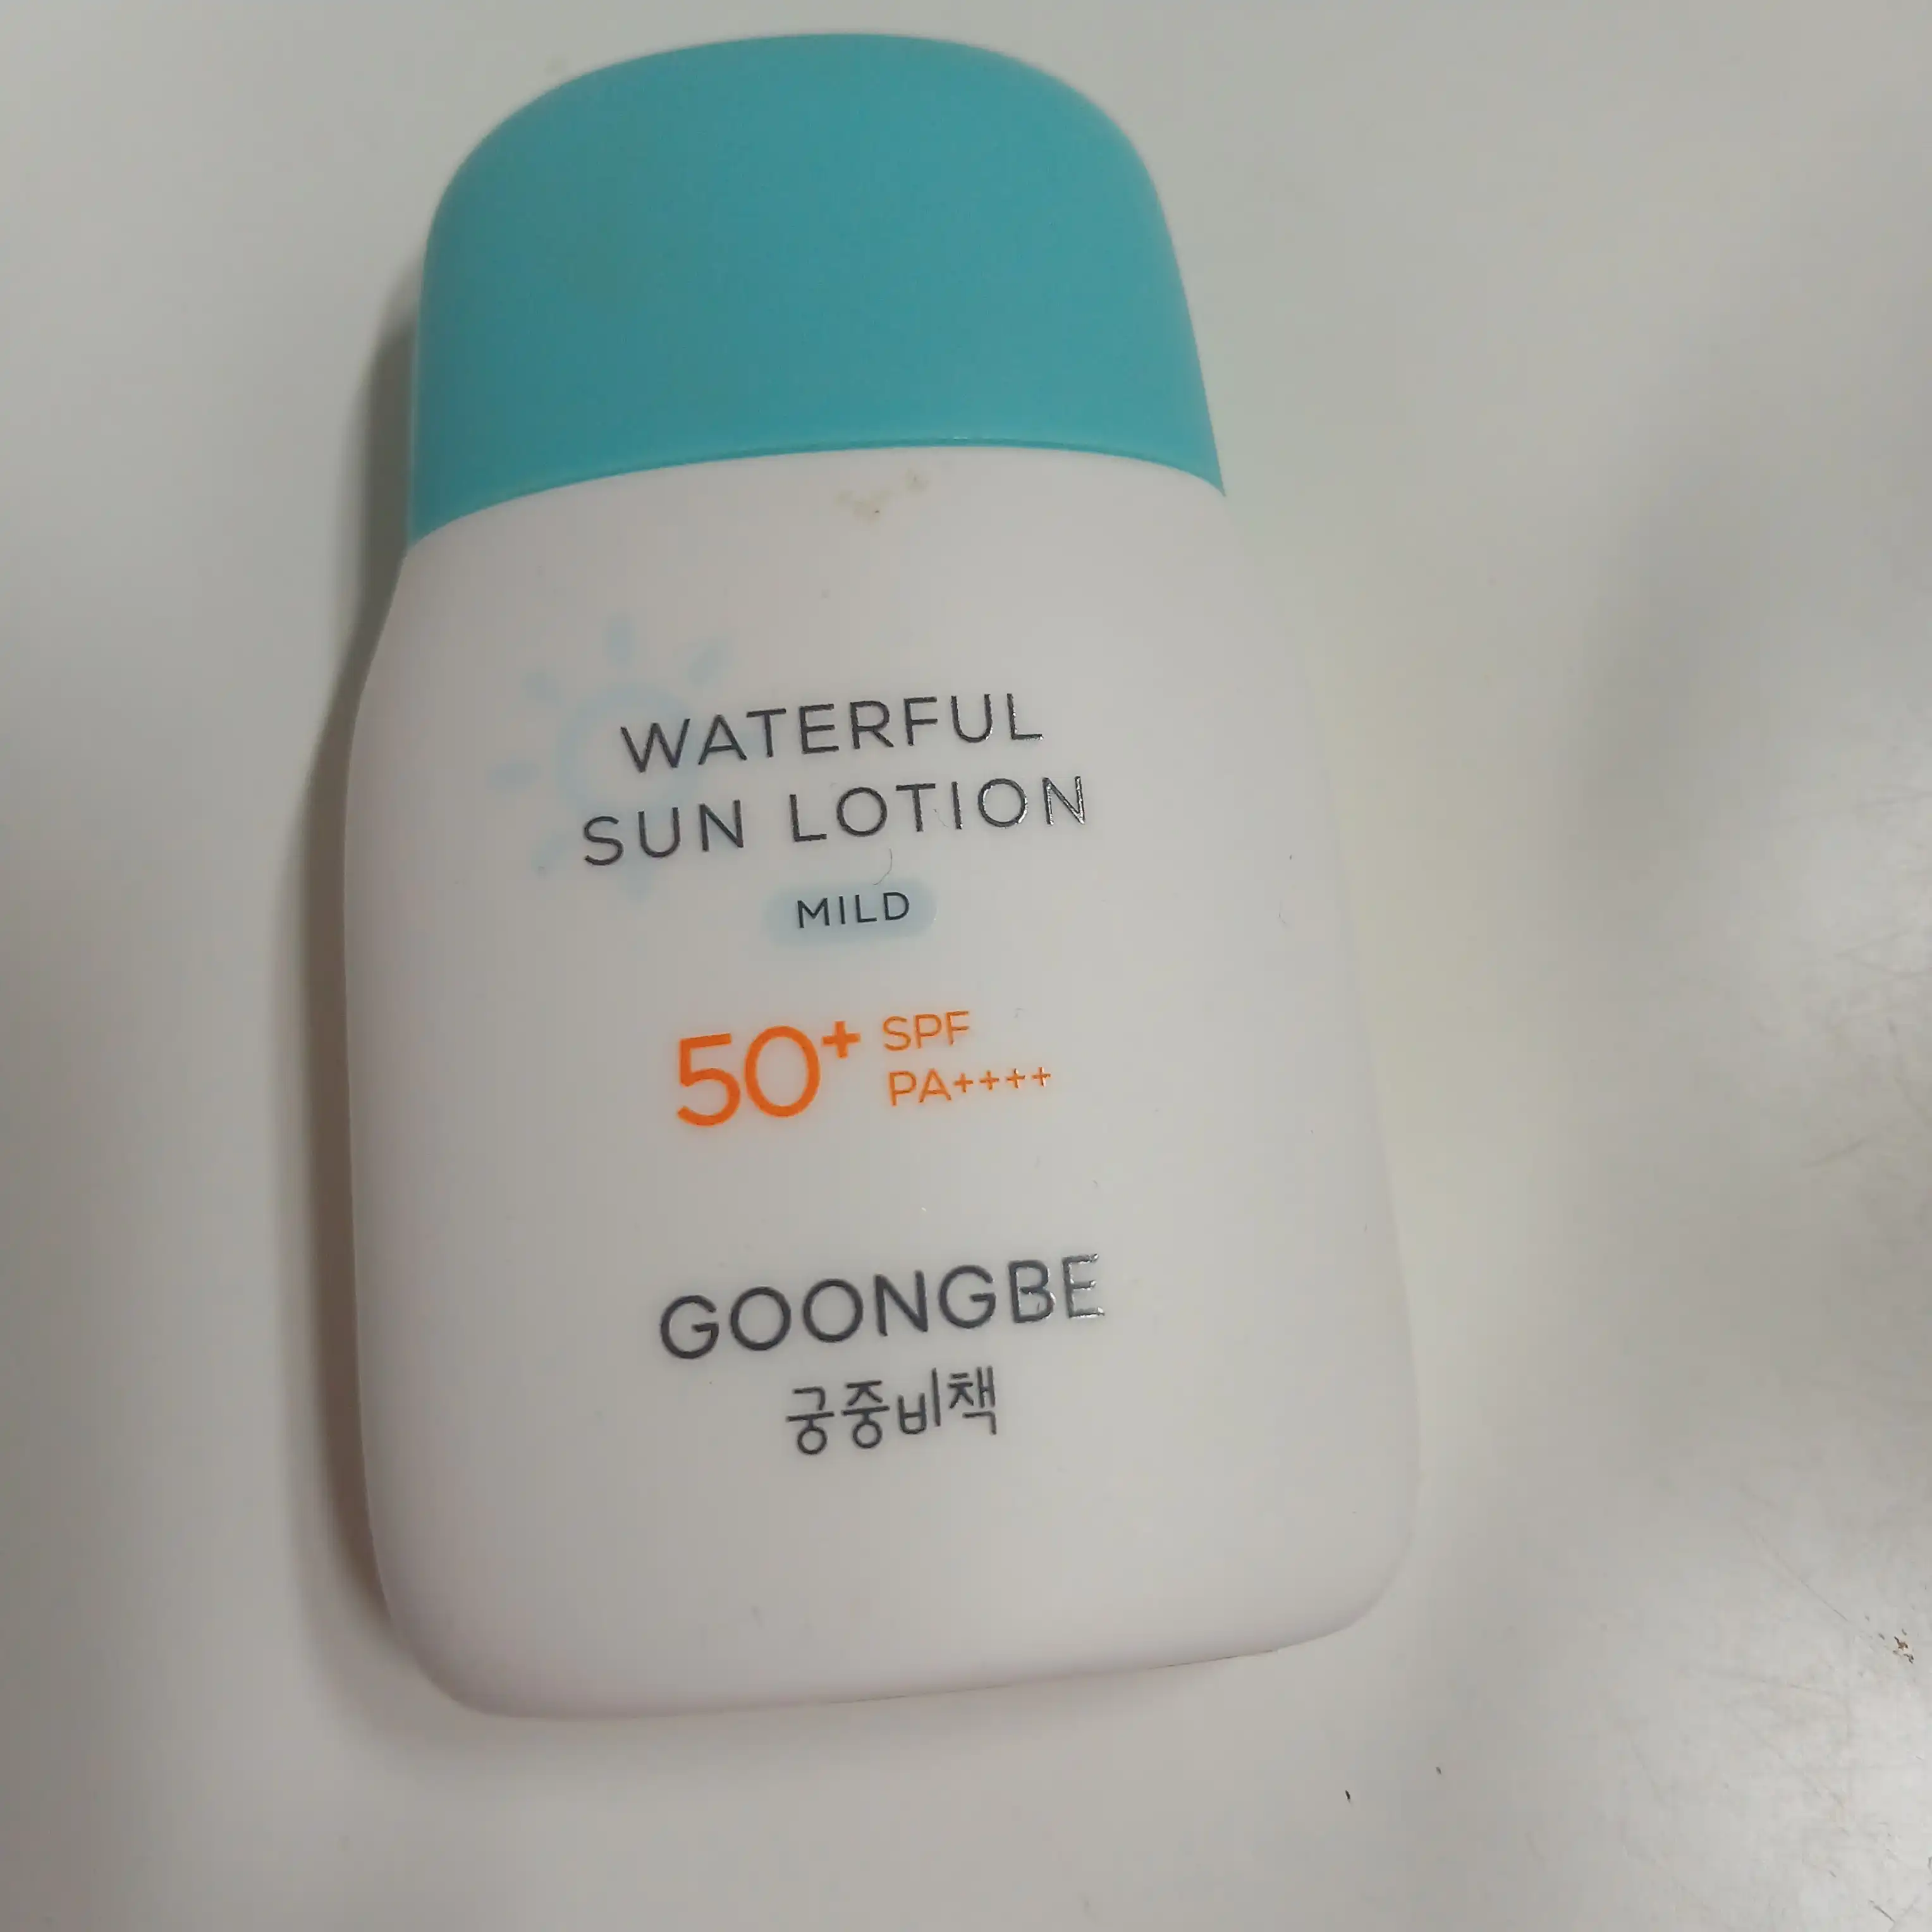 WATERFUL
SUN LOTION
MILD
50+ SPF
PA++++
GOONGBE
궁중비책